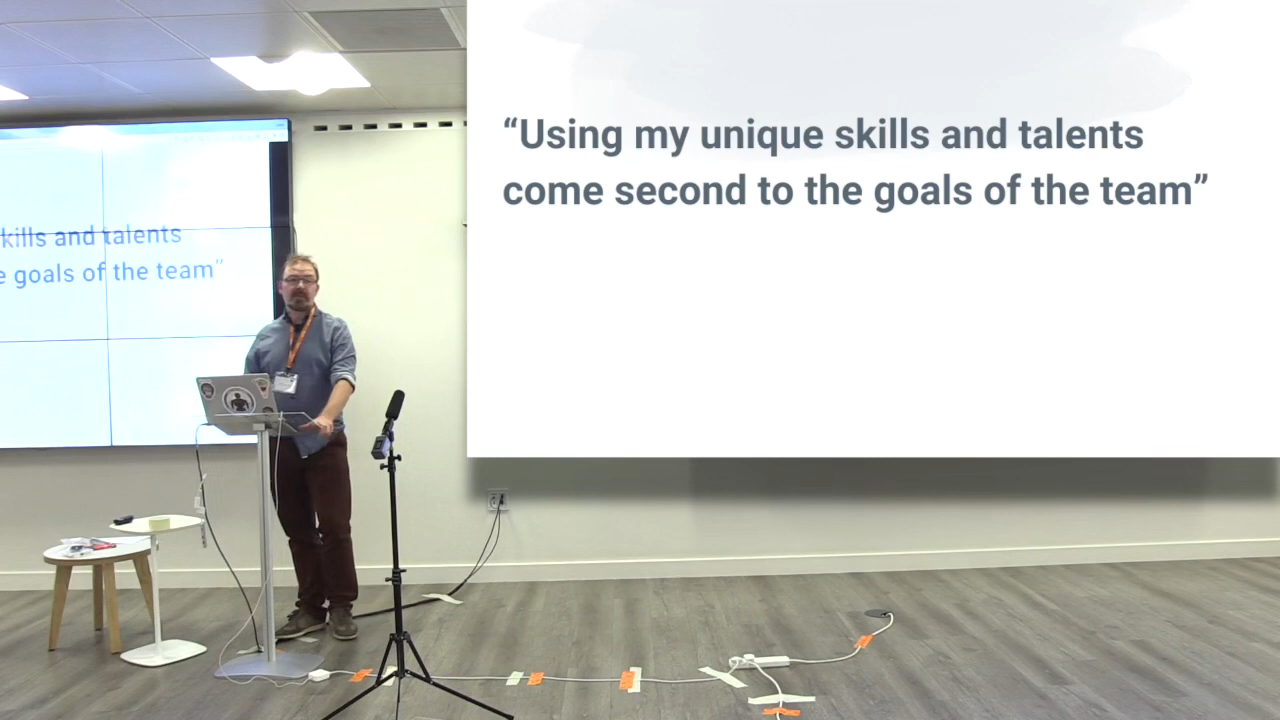 “Using my unique skills and talents
come second to the goals of the team”
kills and talents
e goals of the team”